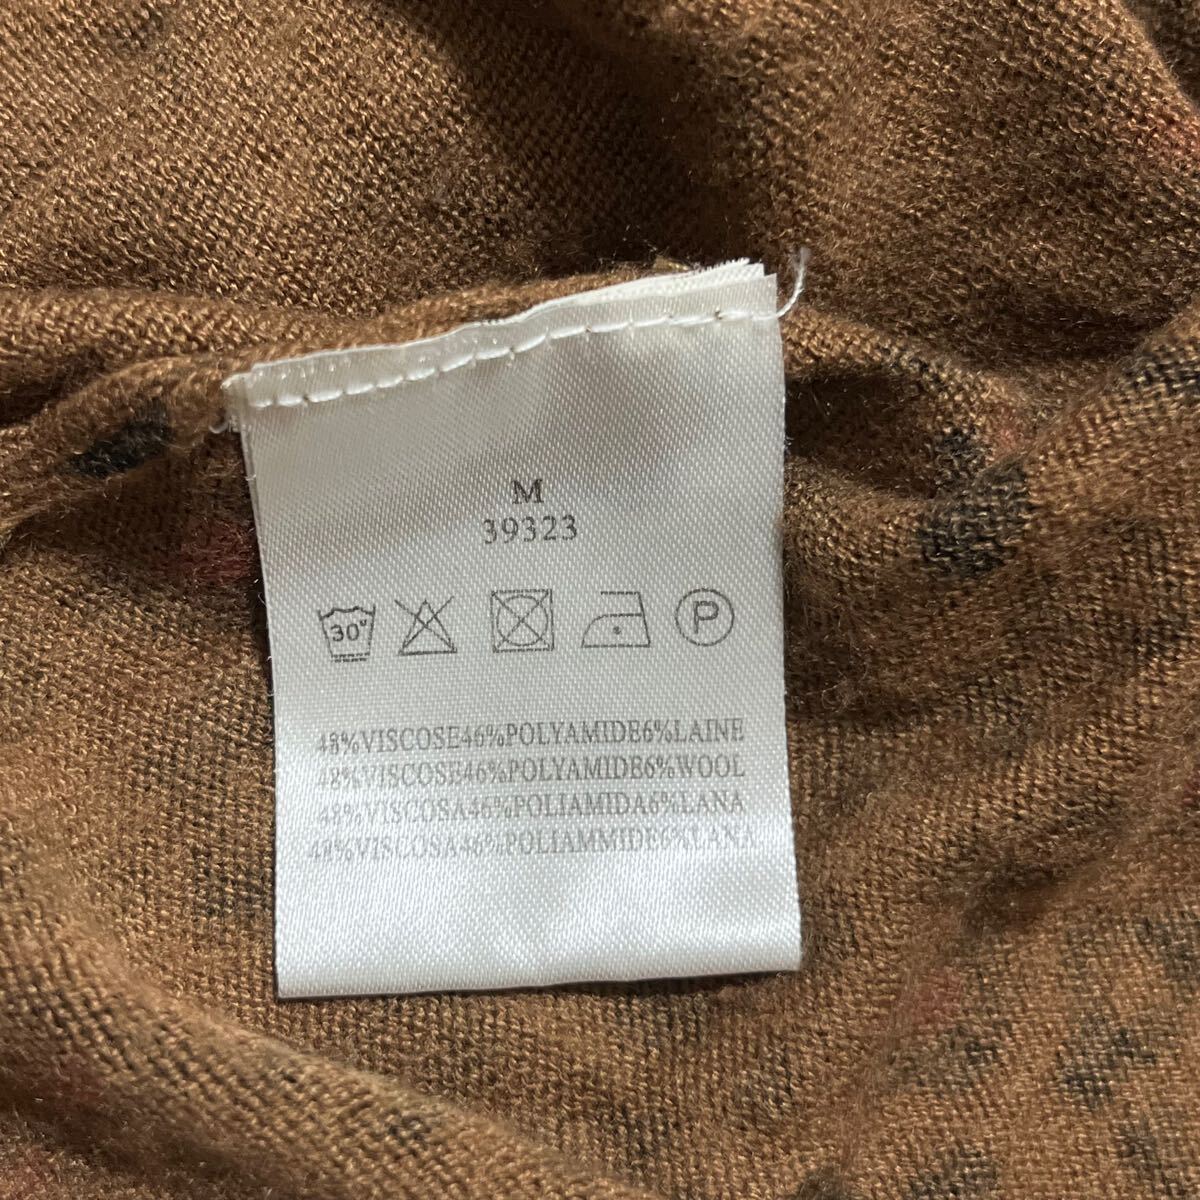 M
39323
30° P
48%VISCOSE46%POLYAMIDE6%LAINE
48%VISCOSE46%POLYAMIDE6%WOOL
48%VISCOSA46%POLIAMIDA6%LANA
48%VISCOSA46%POLIAMMIDE6%LANA